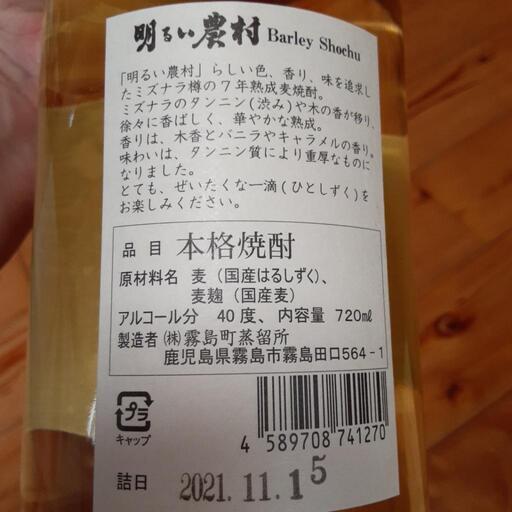 明るい農村 Barley Shochu
「明るい農村」らしい色、香り、味を追求し
たミズナラ樽の7年熟成麦焼酎。
ミズナラのタンニン(渋み)や木の香が移り、
徐々に香ばしく、華やかな熟成。
香りは、木香とバニラやキャラメルの香り。
味わいは、タンニン質により重厚なものに
なりました。
とても、ぜいたくな一滴(ひとしずく)を
お楽しみください。
品目 本格焼酎
原材料名 麦(国産はるしずく)、
麦麹(国産麦)
アルコール分 40度、内容量 720mℓ
製造者 ㈱霧島町蒸留所
鹿児島県霧島市霧島田口564-1
プラ
キャップ
4 589708 741270
詰日 2021.11.15